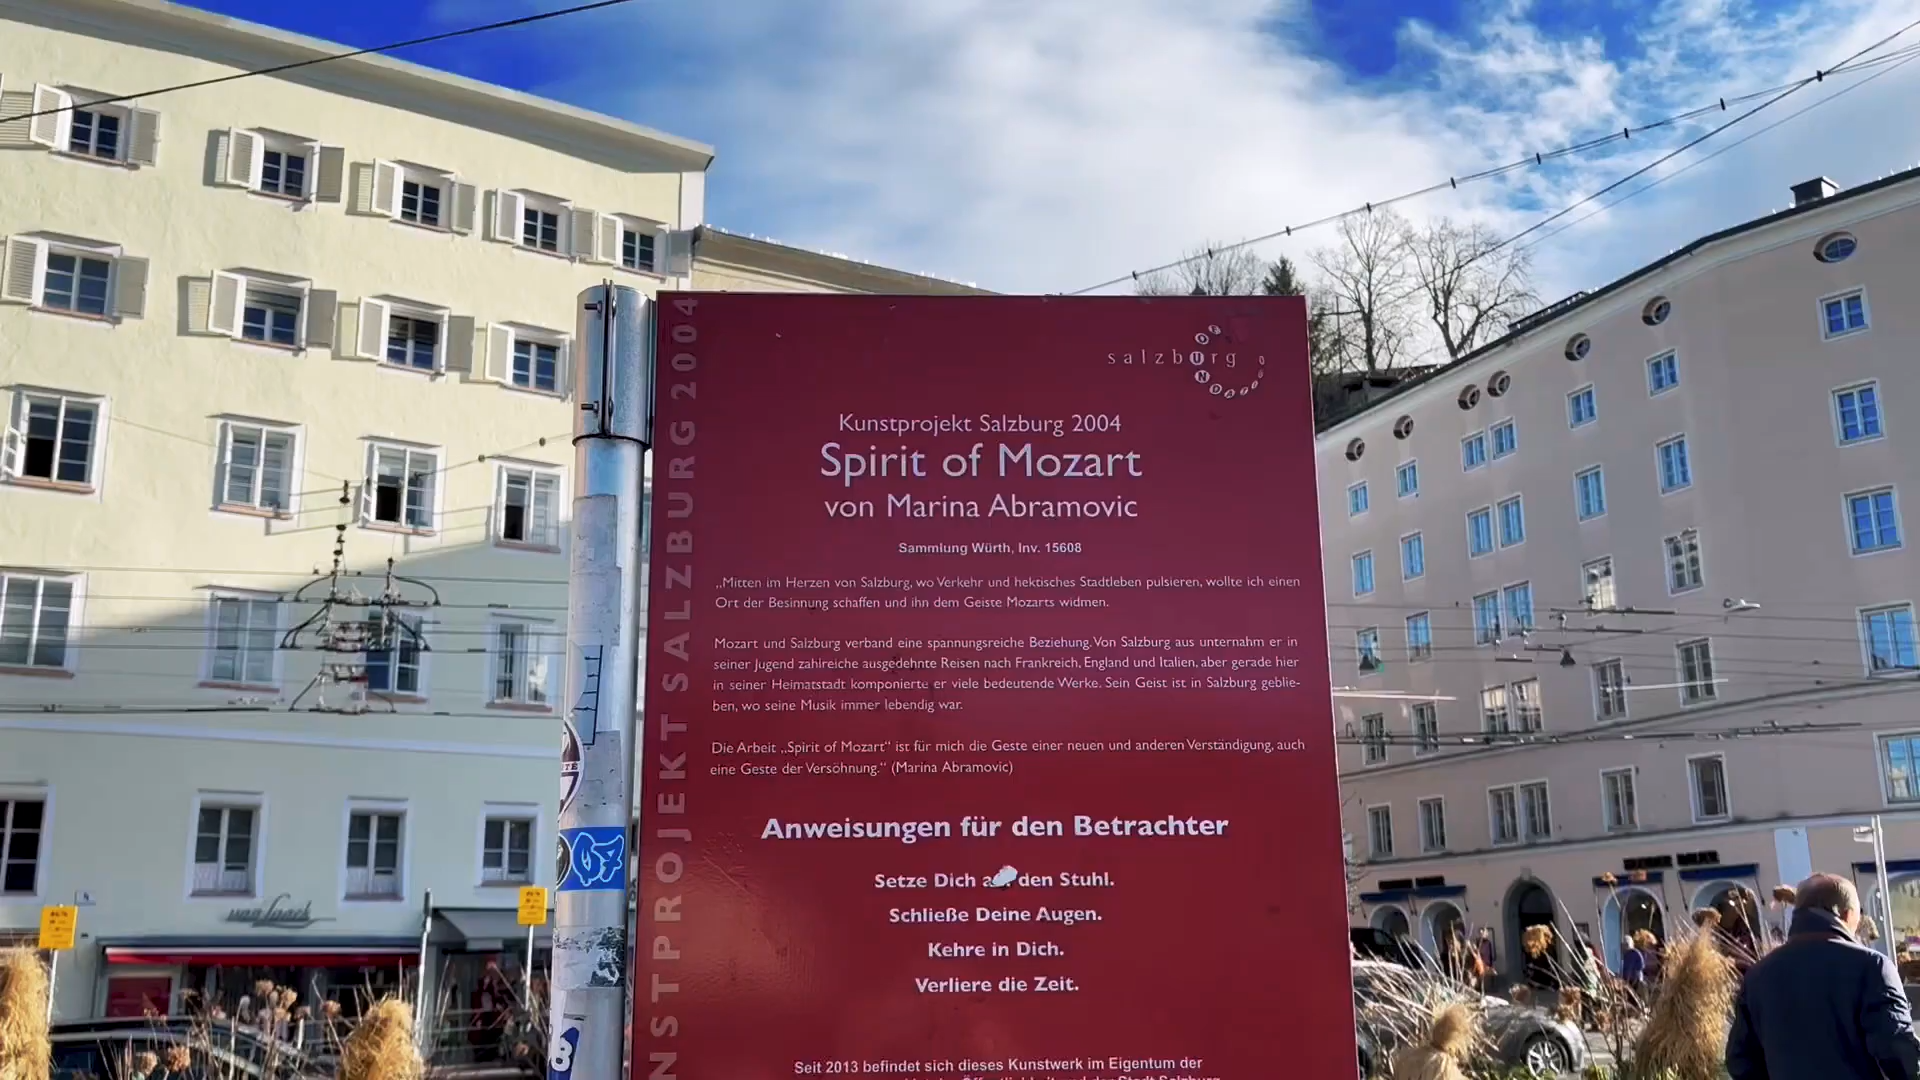 KUNSTPROJEKT SALZBURG 2004
salzburg
FOUNDATION
Kunstprojekt Salzburg 2004
Spirit of Mozart
von Marina Abramovic
Sammlung Würth, Inv. 15608
„Mitten im Herzen von Salzburg, wo Verkehr und hektisches Stadtleben pulsieren, wollte ich einen
Ort der Besinnung schaffen und ihn dem Geiste Mozarts widmen.
Mozart und Salzburg verband eine spannungsreiche Beziehung. Von Salzburg aus unternahm er in
seiner Jugend zahlreiche ausgedehnte Reisen nach Frankreich, England und Italien, aber gerade hier
in seiner Heimatstadt komponierte er viele bedeutende Werke. Sein Geist ist in Salzburg geblie-
ben, wo seine Musik immer lebendig war.
Die Arbeit „Spirit of Mozart“ ist für mich die Geste einer neuen und anderen Verständigung, auch
eine Geste der Versöhnung.“ (Marina Abramovic)
Anweisungen für den Betrachter
Setze Dich auf den Stuhl.
Schließe Deine Augen.
Kehre in Dich.
Verliere die Zeit.
Seit 2013 befindet sich dieses Kunstwerk im Eigentum der
van Laack
07